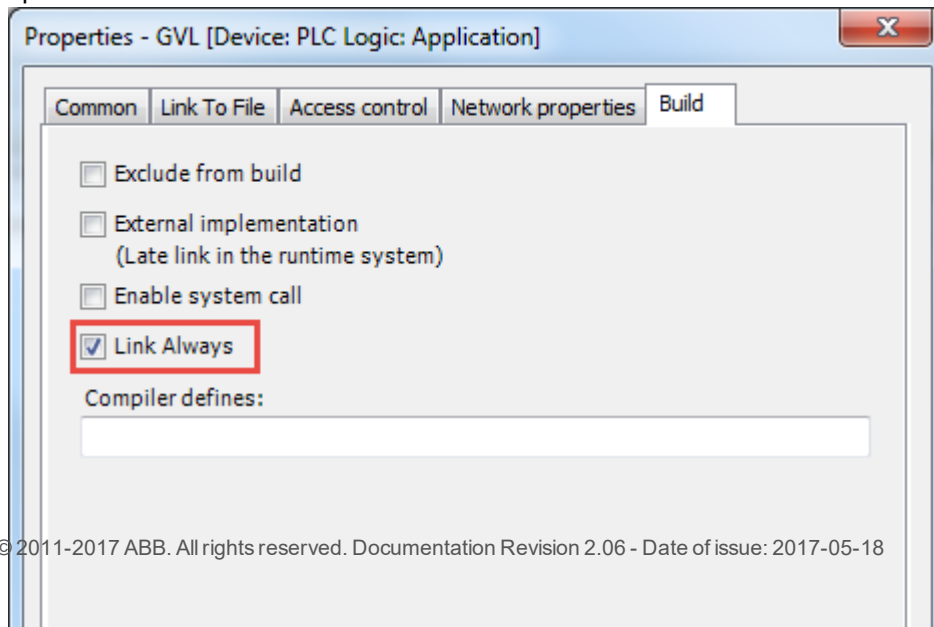 Properties - GVL [Device: PLC Logic: Application]
Common Link To File Access control Network properties Build
Exclude from build
External implementation
(Late link in the runtime system)
Enable system call
Link Always
Compiler defines:
© 2011-2017 ABB. All rights reserved. Documentation Revision 2.06 - Date of issue: 2017-05-18